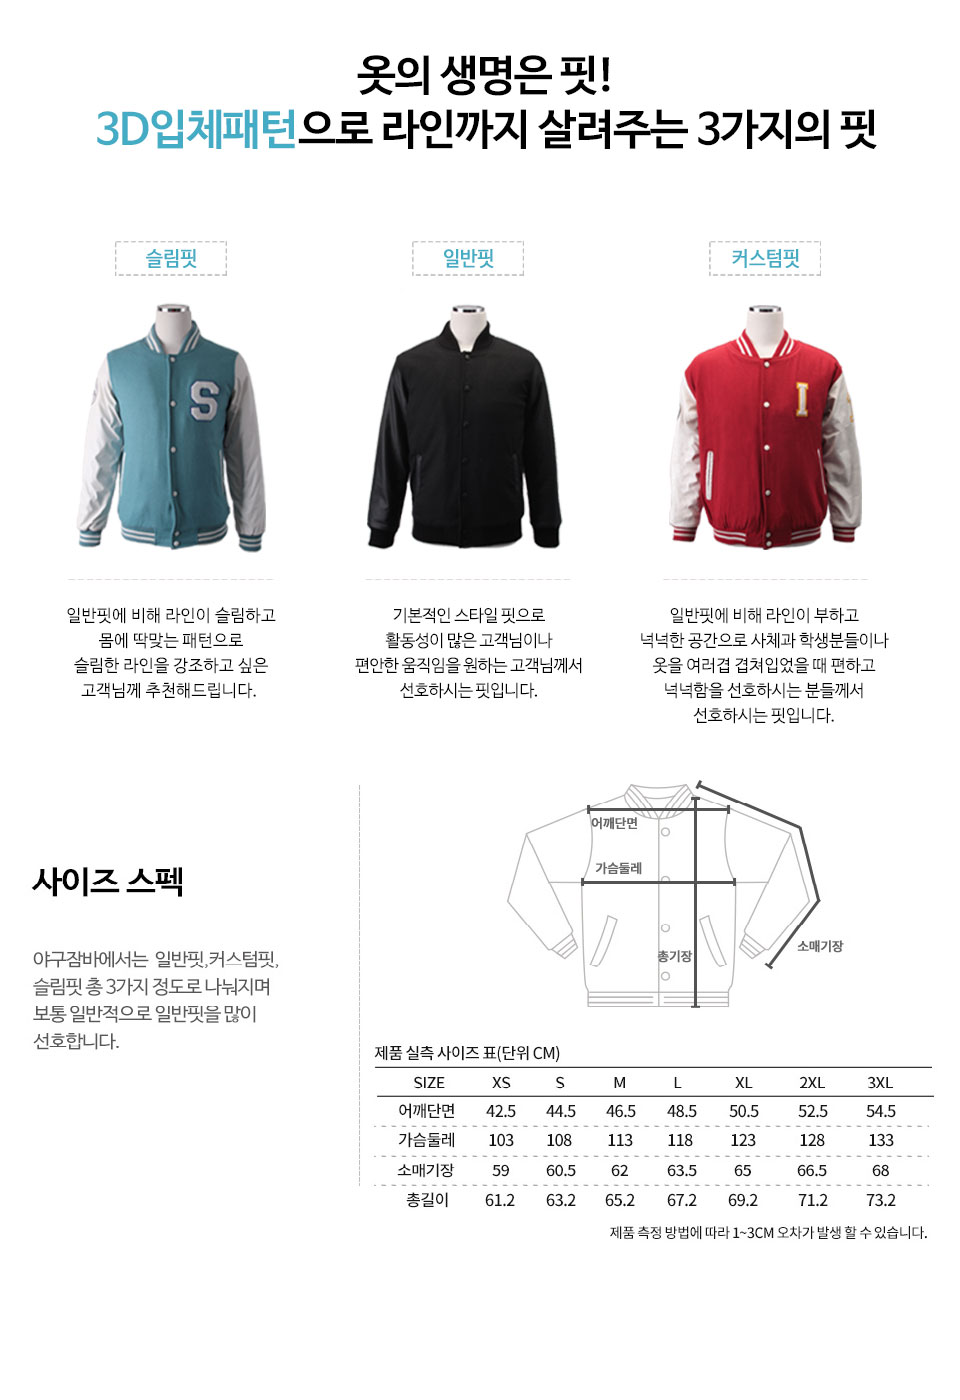 옷의 생명은 핏!
3D입체패턴으로 라인까지 살려주는 3가지의 핏
슬림핏
일반핏
커스텀핏
S
I
일반핏에 비해 라인이 슬림하고
몸에 딱맞는 패턴으로
슬림한 라인을 강조하고 싶은
고객님께 추천해드립니다.
기본적인 스타일 핏으로
활동성이 많은 고객님이나
편안한 움직임을 원하는 고객님께서
선호하시는 핏입니다.
일반핏에 비해 라인이 부하고
넉넉한 공간으로 사체과 학생분들이나
옷을 여러겹 겹쳐입었을 때 편하고
넉넉함을 선호하시는 분들께서
선호하시는 핏입니다.
사이즈 스펙
야구잠바에서는 일반핏,커스텀핏,
슬림핏 총 3가지 정도로 나눠지며
보통 일반적으로 일반핏을 많이
선호합니다.
어깨단면
가슴둘레
총기장
소매기장
제품 실측 사이즈 표(단위 CM)
SIZE XS S M L XL 2XL 3XL
어깨단면 42.5 44.5 46.5 48.5 50.5 52.5 54.5
가슴둘레 103 108 113 118 123 128 133
소매기장 59 60.5 62 63.5 65 66.5 68
총길이 61.2 63.2 65.2 67.2 69.2 71.2 73.2
제품 측정 방법에 따라 1~3CM 오차가 발생 할 수 있습니다.